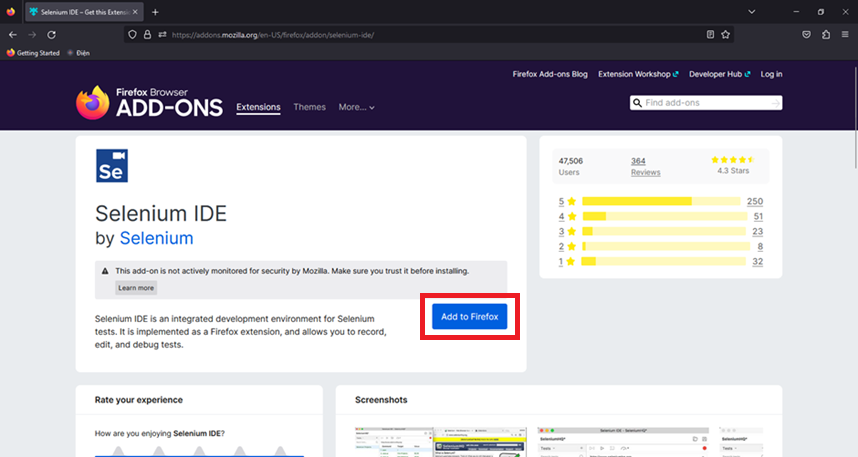 Selenium IDE – Get this Extension
https://addons.mozilla.org/en-US/firefox/addon/selenium-ide/
Getting Started
Điện
Firefox Add-ons Blog
Extension Workshop
Developer Hub
Log in
Firefox Browser
ADD-ONS
Extensions
Themes
More...
Find add-ons
Se
Selenium IDE
by Selenium
This add-on is not actively monitored for security by Mozilla. Make sure you trust it before installing.
Learn more
Selenium IDE is an integrated development environment for Selenium
tests. It is implemented as a Firefox extension, and allows you to record,
edit, and debug tests.
Add to Firefox
47,506
Users
364
Reviews
4.3 Stars
5 250
4 51
3 23
2 8
1 32
Rate your experience
How are you enjoying Selenium IDE?
Screenshots